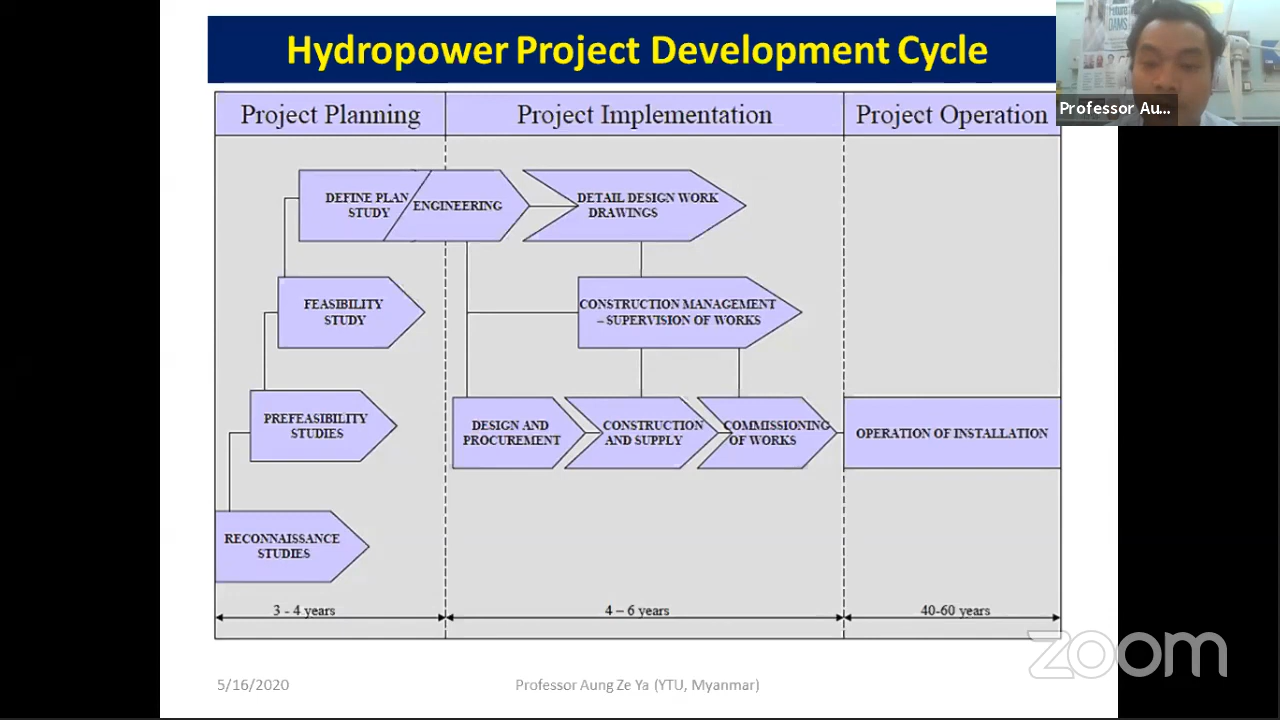 Hydropower Project Development Cycle
Project Planning
Project Implementation
Project Operation
DEFINE PLAN
STUDY
ENGINEERING
DETAIL DESIGN WORK
DRAWINGS
FEASIBILITY
STUDY
CONSTRUCTION MANAGEMENT
– SUPERVISION OF WORKS
PREFEASIBILITY
STUDIES
DESIGN AND
PROCUREMENT
CONSTRUCTION
AND SUPPLY
COMMISSIONING
OF WORKS
OPERATION OF INSTALLATION
RECONNAISSANCE
STUDIES
3 - 4 years
4 – 6 years
40-60 years
5/16/2020
Professor Aung Ze Ya (YTU, Myanmar)
zoom
Professor Au...
DAMS